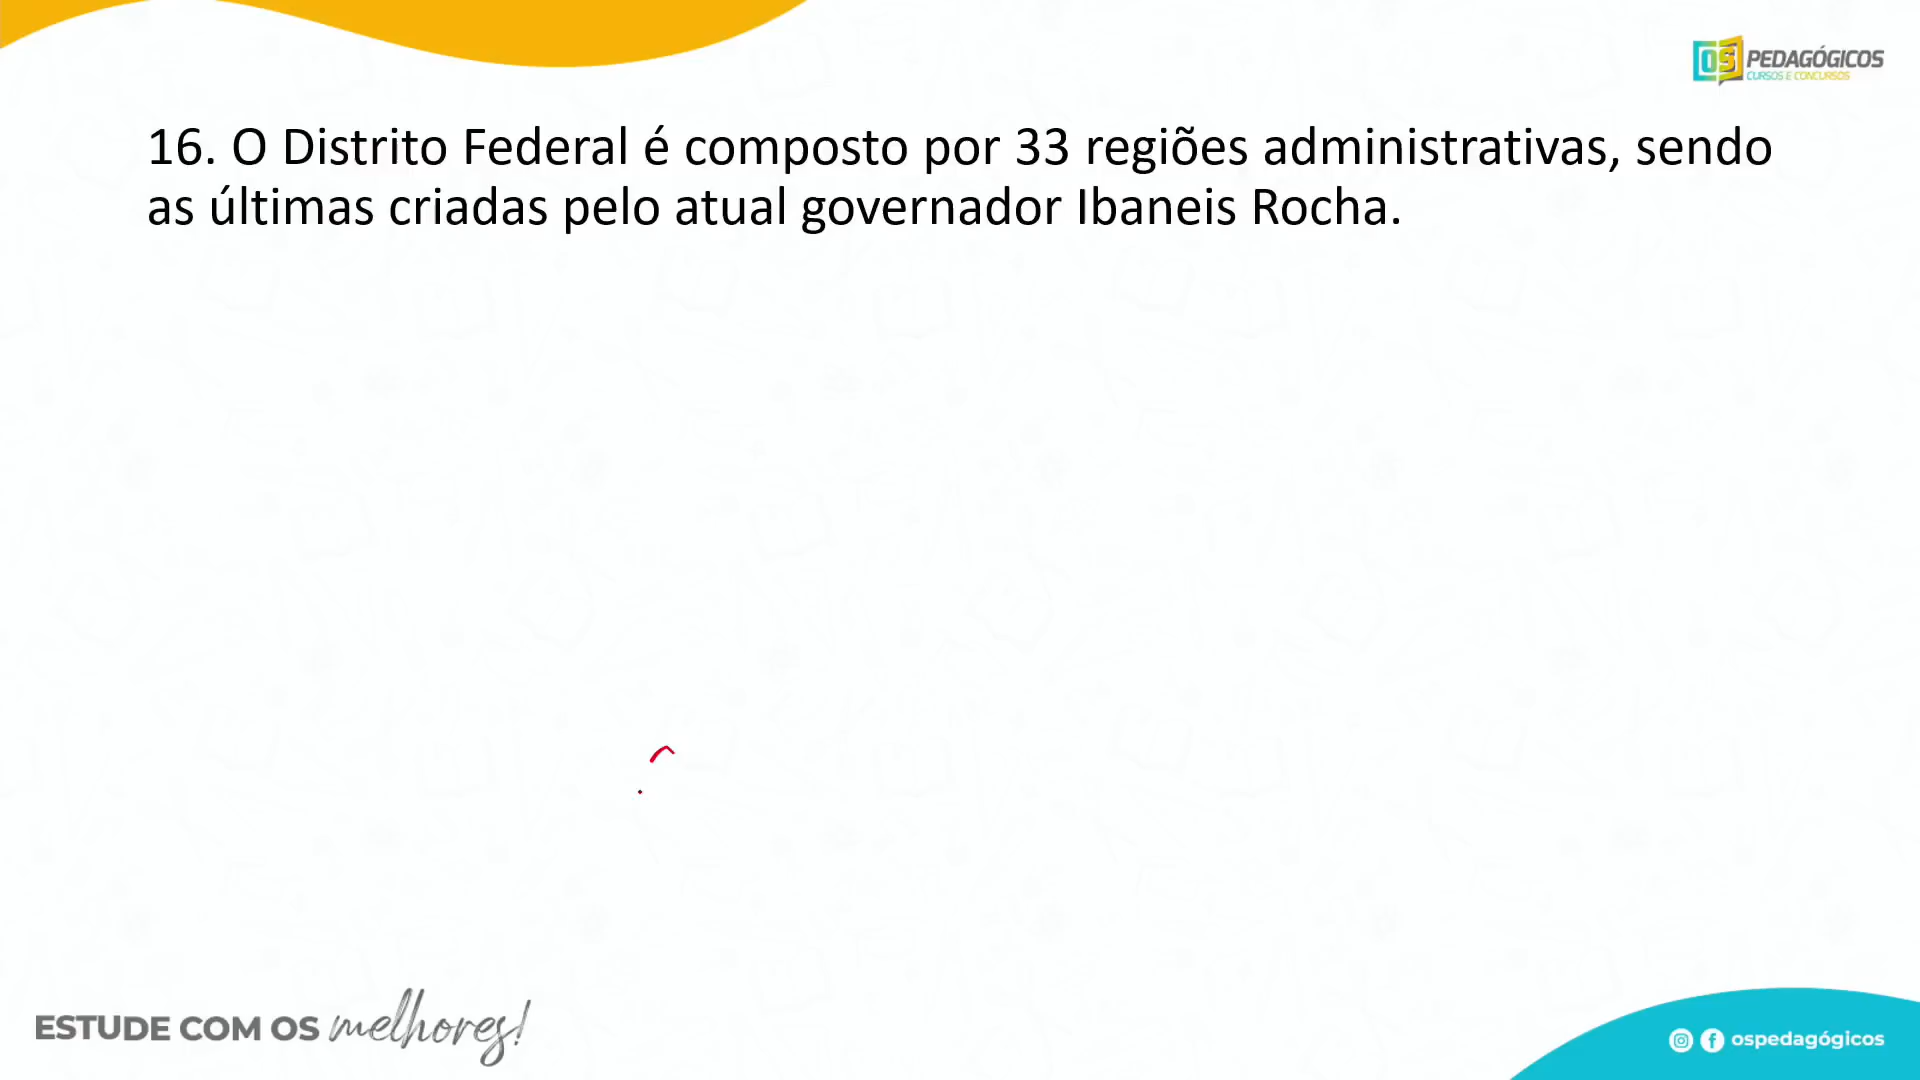 OS PEDAGÓGICOS
CURSOS E CONCURSOS
16. O Distrito Federal é composto por 33 regiões administrativas, sendo
as últimas criadas pelo atual governador Ibaneis Rocha.
ESTUDE COM OS melhores!
ospedagógicos